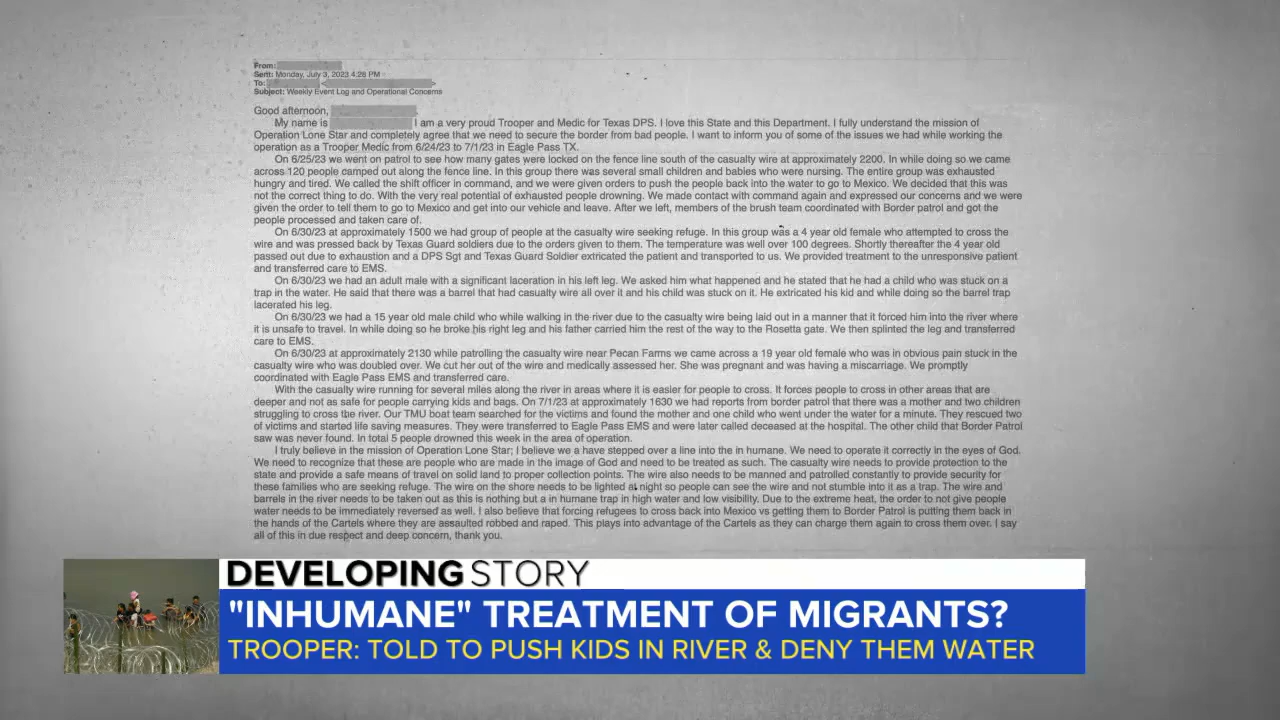 From:
Sent: Monday, July 3, 2023 4:26 PM
To:
Subject: Weekly Event Log and Operational Concerns
Good afternoon,
My name is I am a very proud Trooper and Medic for Texas DPS. I love this State and this Department. I fully understand the mission of
Operation Lone Star and completely agree that we need to secure the border from bad people. I want to inform you of some of the issues we had while working the
operation as a Trooper Medic from 6/24/23 to 7/1/23 in Eagle Pass TX.
On 6/25/23 we went on patrol to see how many gates were locked on the fence line south of the casualty wire at approximately 2200. In while doing so we came
across 120 people camped out along the fence line. In this group there was several small children and babies who were nursing. The entire group was exhausted
hungry and tired. We called the shift officer in command, and we were given orders to push the people back into the water to go to Mexico. We decided that this was
not the correct thing to do. With the very real potential of exhausted people drowning. We made contact with command again and expressed our concerns and we were
given the order to tell them to go to Mexico and get into our vehicle and leave. After we left, members of the brush team coordinated with Border patrol and got the
people processed and taken care of.
On 6/30/23 at approximately 1500 we had group of people at the casualty wire seeking refuge. In this group was a 4 year old female who attempted to cross the
wire and was pressed back by Texas Guard soldiers due to the orders given to them. The temperature was well over 100 degrees. Shortly thereafter the 4 year old
passed out due to exhaustion and a DPS Sgt and Texas Guard Soldier extricated the patient and transported to us. We provided treatment to the unresponsive patient
and transferred care to EMS.
On 6/30/23 we had an adult male with a significant laceration in his left leg. We asked him what happened and he stated that he had a child who was stuck on a
trap in the water. He said that there was a barrel that had casualty wire all over it and his child was stuck on it. He extricated his kid and while doing so the barrel trap
lacerated his leg.
On 6/30/23 we had a 15 year old male child who while walking in the river due to the casualty wire being laid out in a manner that it forced him into the river where
it is unsafe to travel. In while doing so he broke his right leg and his father carried him the rest of the way to the Rosetta gate. We then splinted the leg and transferred
care to EMS.
On 6/30/23 at approximately 2130 while patrolling the casualty wire near Pecan Farms we came across a 19 year old female who was in obvious pain stuck in the
casualty wire who was doubled over. We cut her out of the wire and medically assessed her. She was pregnant and was having a miscarriage. We promptly
coordinated with Eagle Pass EMS and transferred care.
With the casualty wire running for several miles along the river in areas where it is easier for people to cross. It forces people to cross in other areas that are
deeper and not as safe for people carrying kids and bags. On 7/1/23 at approximately 1630 we had reports from border patrol that there was a mother and two children
struggling to cross the river. Our TMU boat team searched for the victims and found the mother and one child who went under the water for a minute. They rescued two
of victims and started life saving measures. They were transferred to Eagle Pass EMS and were later called deceased at the hospital. The other child that Border Patrol
saw was never found. In total 5 people drowned this week in the area of operation.
I truly believe in the mission of Operation Lone Star; I believe we a have stepped over a line into the in humane. We need to operate it correctly in the eyes of God.
We need to recognize that these are people who are made in the image of God and need to be treated as such. The casualty wire needs to provide protection to the
state and provide a safe means of travel on solid land to proper collection points. The wire also needs to be manned and patrolled constantly to provide security for
these families who are seeking refuge. The wire on the shore needs to be lighted at night so people can see the wire and not stumble into it as a trap. The wire and
barrels in the river needs to be taken out as this is nothing but a in humane trap in high water and low visibility. Due to the extreme heat, the order to not give people
water needs to be immediately reversed as well. I also believe that forcing refugees to cross back into Mexico vs getting them to Border Patrol is putting them back in
the hands of the Cartels where they are assaulted robbed and raped. This plays into advantage of the Cartels as they can charge them again to cross them over. I say
all of this in due respect and deep concern, thank you.
DEVELOPING STORY
"INHUMANE" TREATMENT OF MIGRANTS?
TROOPER: TOLD TO PUSH KIDS IN RIVER & DENY THEM WATER